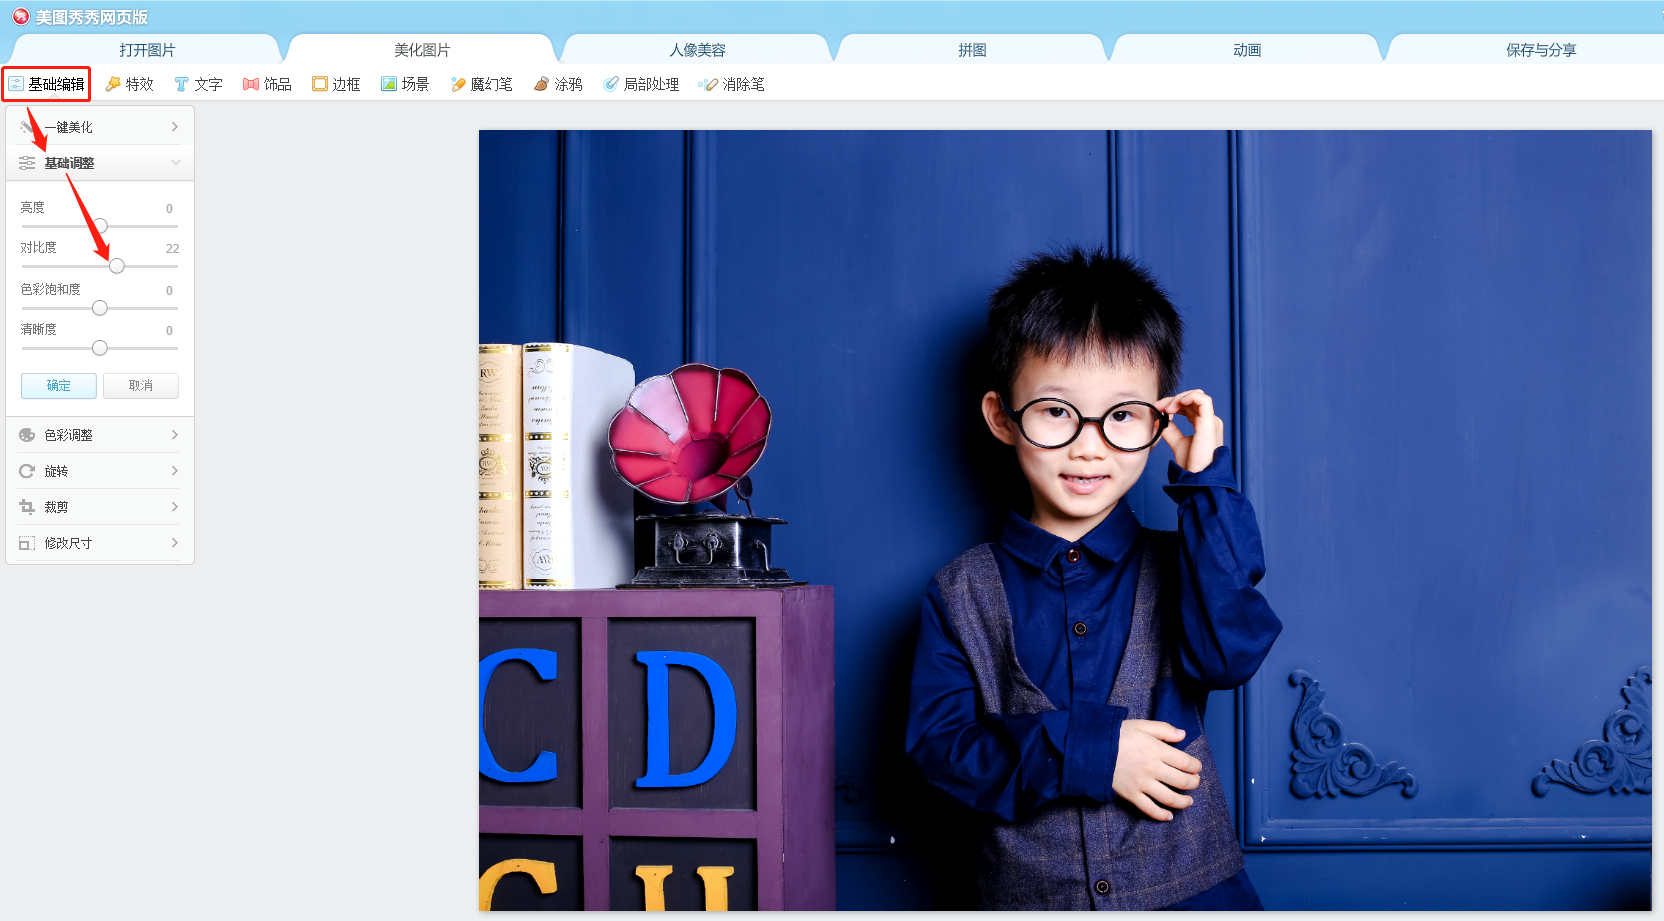 美图秀秀网页版
打开图片 美化图片 人像美容 拼图 动画 保存与分享
基础编辑 特效 文字 饰品 边框 场景 魔幻笔 涂鸦 局部处理 消除笔
一键美化
基础调整
亮度 0
对比度 22
色彩饱和度 0
清晰度 0
确定 取消
色彩调整
旋转
裁剪
修改尺寸
C D